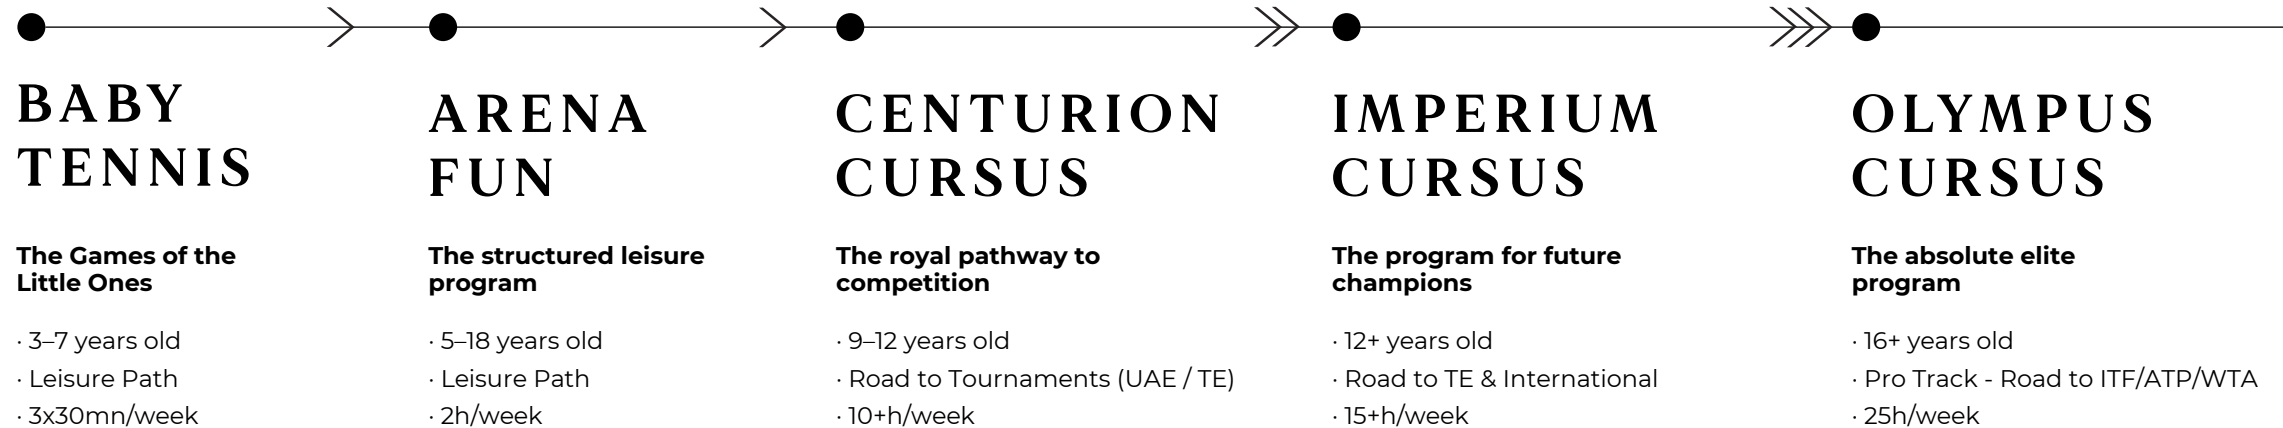 BABY
TENNIS
The Games of the
Little Ones
· 3–7 years old
· Leisure Path
· 3x30mn/week
ARENA
FUN
The structured leisure
program
· 5–18 years old
· Leisure Path
· 2h/week
CENTURION
CURSUS
The royal pathway to
competition
· 9–12 years old
· Road to Tournaments (UAE / TE)
· 10+h/week
IMPERIUM
CURSUS
The program for future
champions
· 12+ years old
· Road to TE & International
· 15+h/week
OLYMPUS
CURSUS
The absolute elite
program
· 16+ years old
· Pro Track - Road to ITF/ATP/WTA
· 25h/week